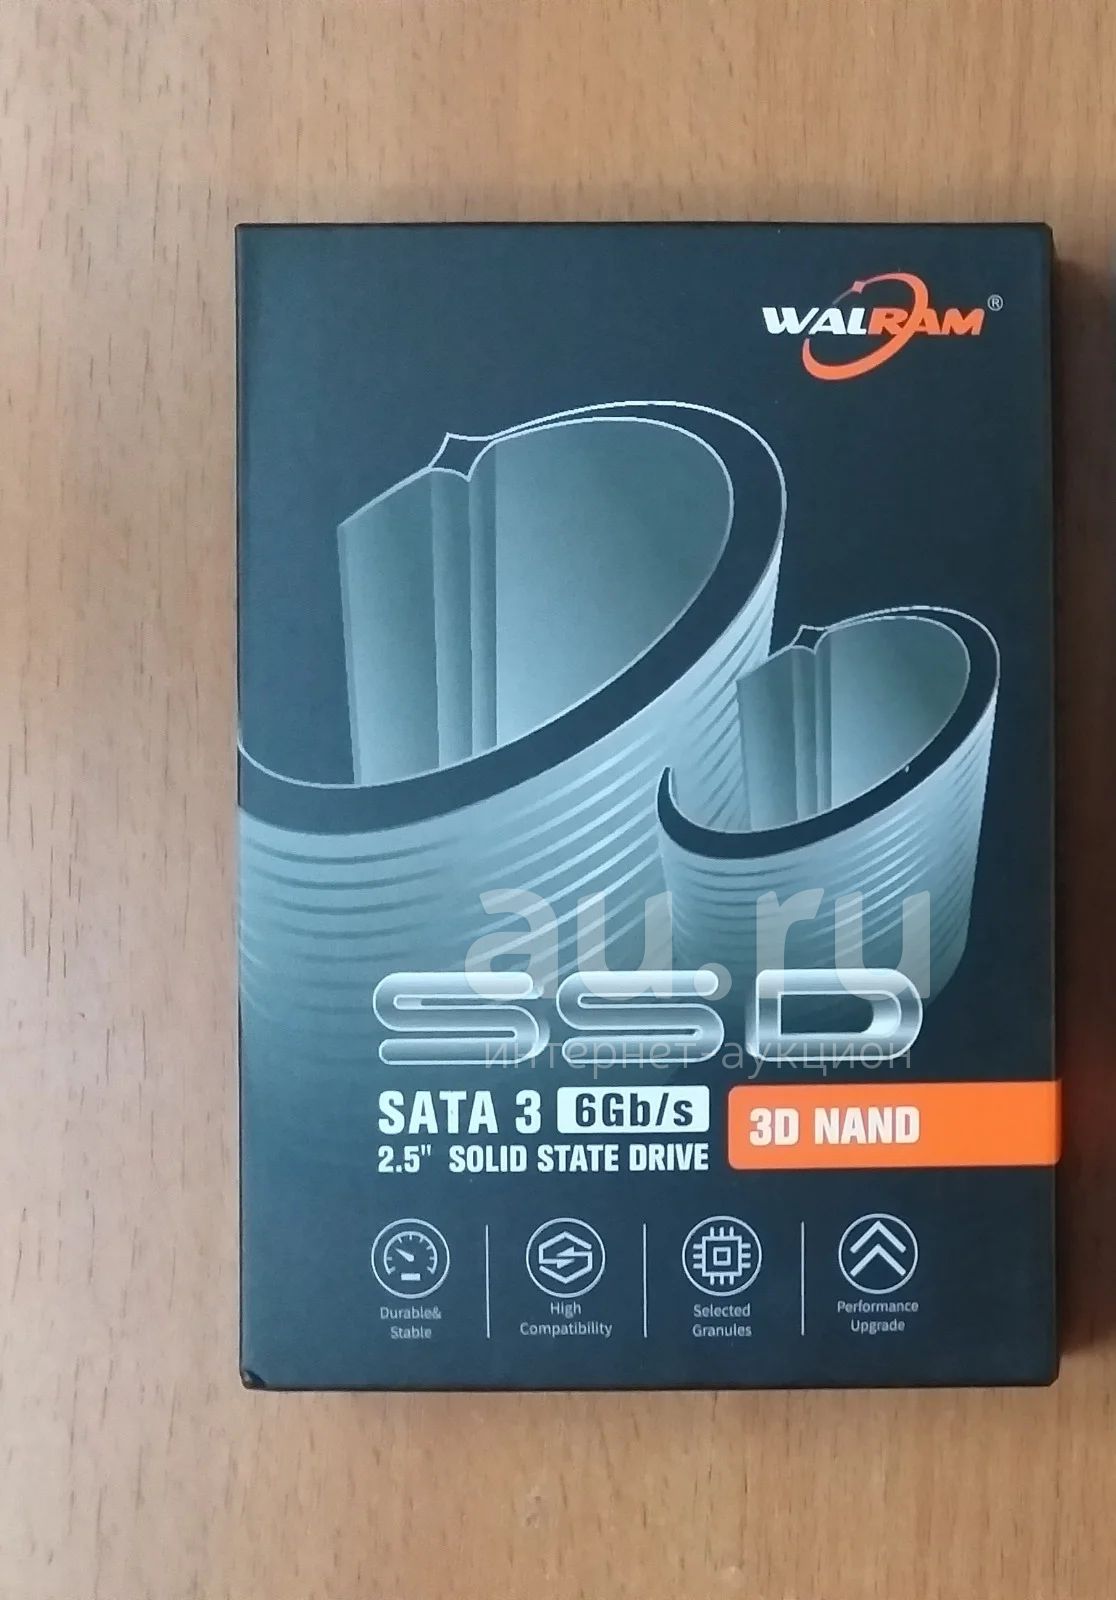 WALRAM ®
au.ru
SSD
интернет-аукцион
SATA 3 6Gb/s
3D NAND
2.5" SOLID STATE DRIVE
Durable&
Stable
High
Compatibility
Selected
Granules
Performance
Upgrade